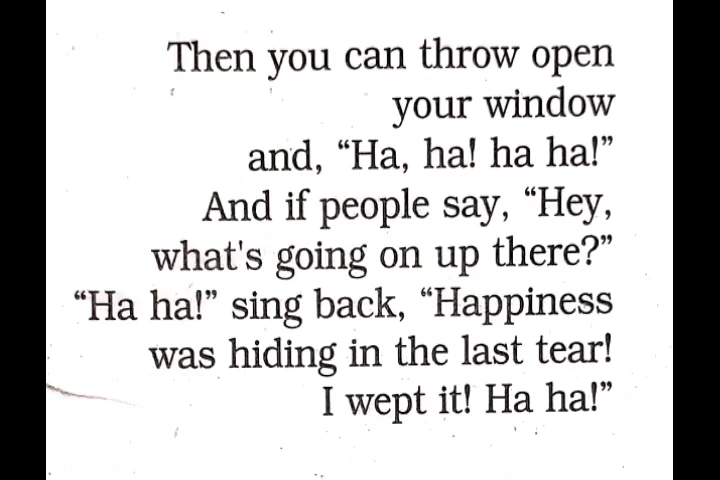 Then you can throw open
your window
and, “Ha, ha! ha ha!”
And if people say, “Hey,
what's going on up there?”
“Ha ha!” sing back, “Happiness
was hiding in the last tear!
I wept it! Ha ha!”